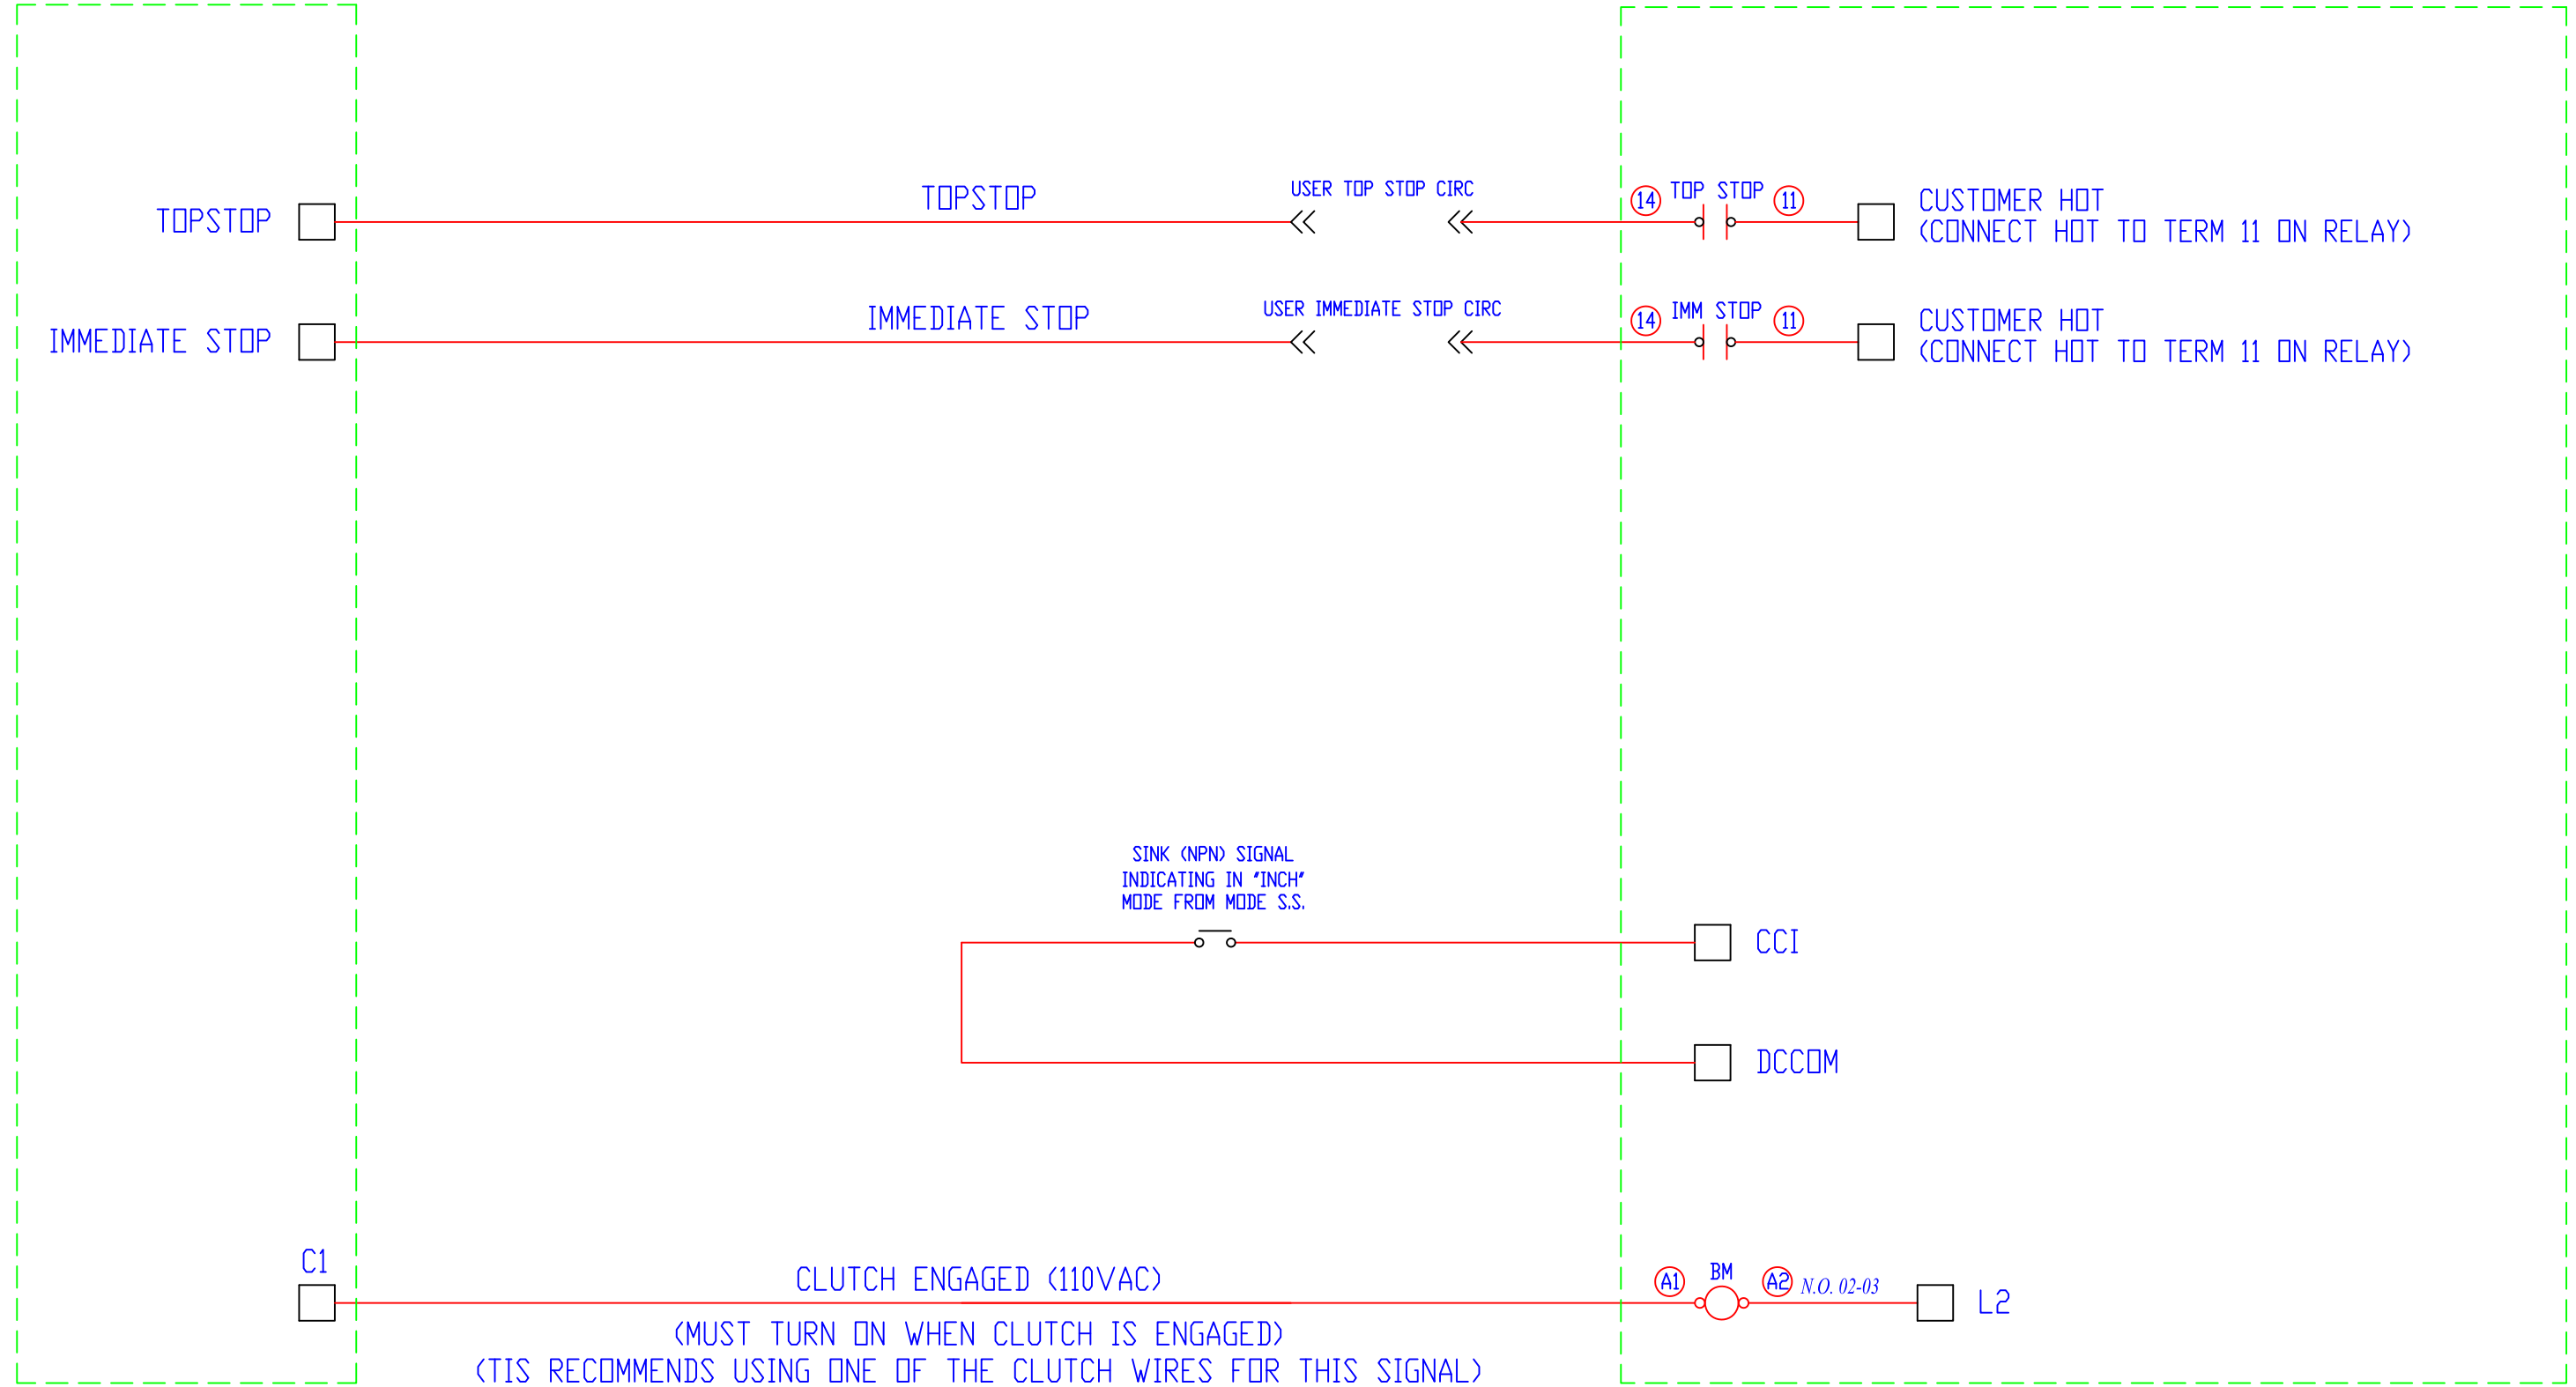 TOPSTOP
TOPSTOP
USER TOP STOP CIRC
14
TOP STOP
11
CUSTOMER HOT
(CONNECT HOT TO TERM 11 ON RELAY)
IMMEDIATE STOP
IMMEDIATE STOP
USER IMMEDIATE STOP CIRC
14
IMM STOP
11
CUSTOMER HOT
(CONNECT HOT TO TERM 11 ON RELAY)
SINK (NPN) SIGNAL
INDICATING IN "INCH"
MODE FROM MODE S.S.
CCI
DCCOM
C1
CLUTCH ENGAGED (110VAC)
(MUST TURN ON WHEN CLUTCH IS ENGAGED)
(TIS RECOMMENDS USING ONE OF THE CLUTCH WIRES FOR THIS SIGNAL)
A1
BM
A2
N.O. 02-03
L2